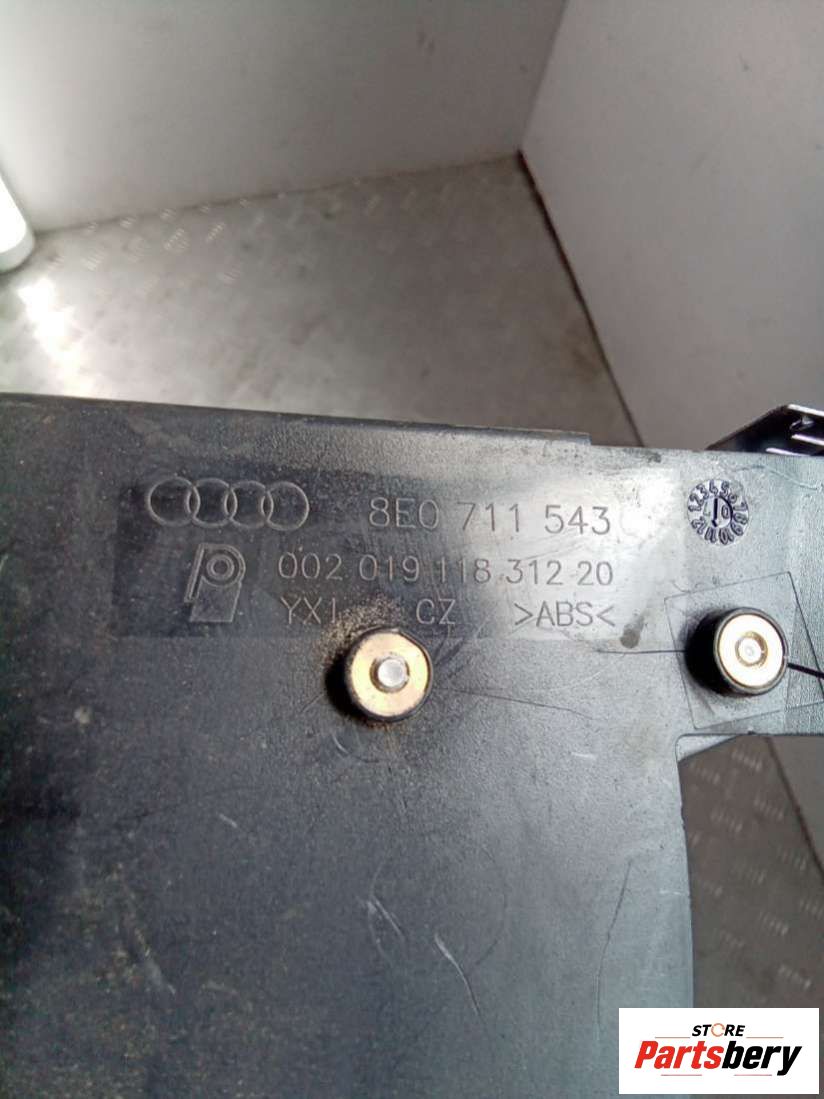 8E0 711 543
002 019 118 312 20
YX1 CZ >ABS<
STORE
Partsbery